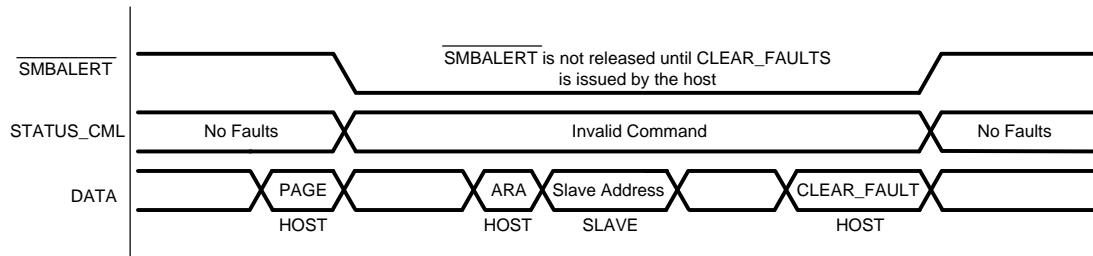 SMBALERT
SMBALERT is not released until CLEAR_FAULTS
is issued by the host
STATUS_CML
No Faults
Invalid Command
No Faults
DATA
PAGE
ARA
Slave Address
CLEAR_FAULT
HOST
HOST
SLAVE
HOST